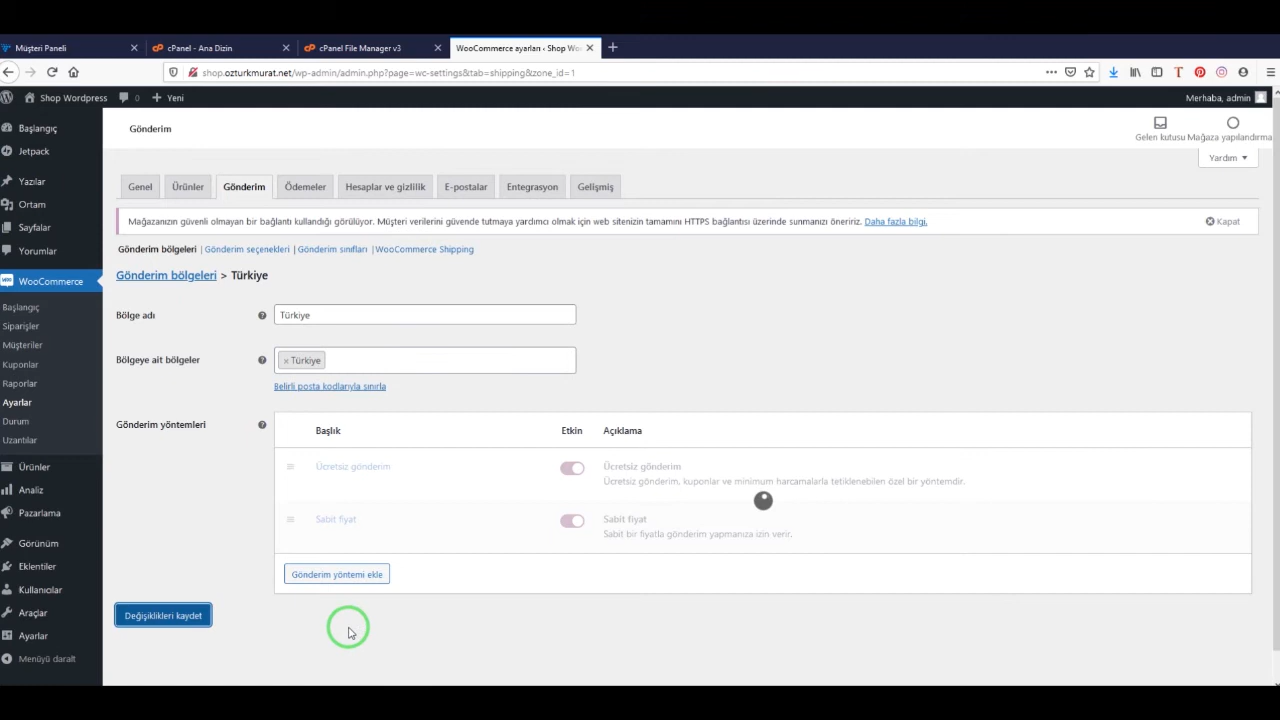 Müşteri Paneli
cPanel - Ana Dizin
cPanel File Manager v3
WooCommerce ayarları ‹ Shop Wo
shop.ozturkmurat.net/wp-admin/admin.php?page=wc-settings&tab=shipping&zone_id=1
Shop Wordpress
0
Yeni
Merhaba, admin
Başlangıç
Jetpack
Yazılar
Ortam
Sayfalar
Yorumlar
WooCommerce
Başlangıç
Siparişler
Müşteriler
Kuponlar
Raporlar
Ayarlar
Durum
Uzantılar
Ürünler
Analiz
Pazarlama
Görünüm
Eklentiler
Kullanıcılar
Araçlar
Ayarlar
Menüyü daralt
Gönderim
Gelen kutusu
Mağaza yapılandırma
Yardım
Genel
Ürünler
Gönderim
Ödemeler
Hesaplar ve gizlilik
E-postalar
Entegrasyon
Gelişmiş
Mağazanızın güvenli olmayan bir bağlantı kullandığı görülüyor. Müşteri verilerini güvende tutmaya yardımcı olmak için web sitenizin tamamını HTTPS bağlantısı üzerinde sunmanızı öneririz. Daha fazla bilgi.
Kapat
Gönderim bölgeleri | Gönderim seçenekleri | Gönderim sınıfları | WooCommerce Shipping
Gönderim bölgeleri > Türkiye
Bölge adı
Türkiye
Bölgeye ait bölgeler
× Türkiye
Belirli posta kodlarıyla sınırla
Gönderim yöntemleri
Başlık
Etkin
Açıklama
Ücretsiz gönderim
Ücretsiz gönderim
Ücretsiz gönderim, kuponlar ve minimum harcamalarla tetiklenebilen özel bir yöntemdir.
Sabit fiyat
Sabit fiyat
Sabit bir fiyatla gönderim yapmanıza izin verir.
Gönderim yöntemi ekle
Değişiklikleri kaydet